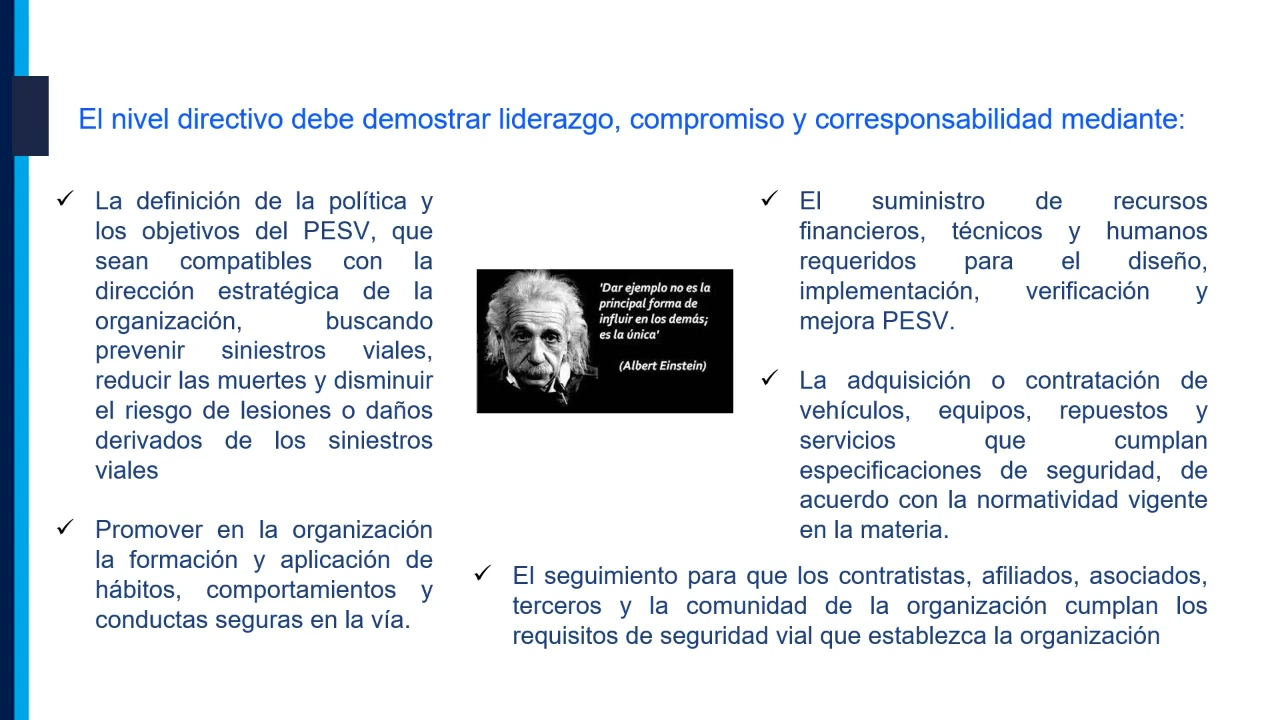 El nivel directivo debe demostrar liderazgo, compromiso y corresponsabilidad mediante:
✓ La definición de la política y
los objetivos del PESV, que
sean compatibles con la
dirección estratégica de la
organización, buscando
prevenir siniestros viales,
reducir las muertes y disminuir
el riesgo de lesiones o daños
derivados de los siniestros
viales
✓ Promover en la organización
la formación y aplicación de
hábitos, comportamientos y
conductas seguras en la vía.
'Dar ejemplo no es la
principal forma de
influir en los demás;
es la única'
(Albert Einstein)
✓ El suministro de recursos
financieros, técnicos y humanos
requeridos para el diseño,
implementación, verificación y
mejora PESV.
✓ La adquisición o contratación de
vehículos, equipos, repuestos y
servicios que cumplan
especificaciones de seguridad, de
acuerdo con la normatividad vigente
en la materia.
✓ El seguimiento para que los contratistas, afiliados, asociados,
terceros y la comunidad de la organización cumplan los
requisitos de seguridad vial que establezca la organización